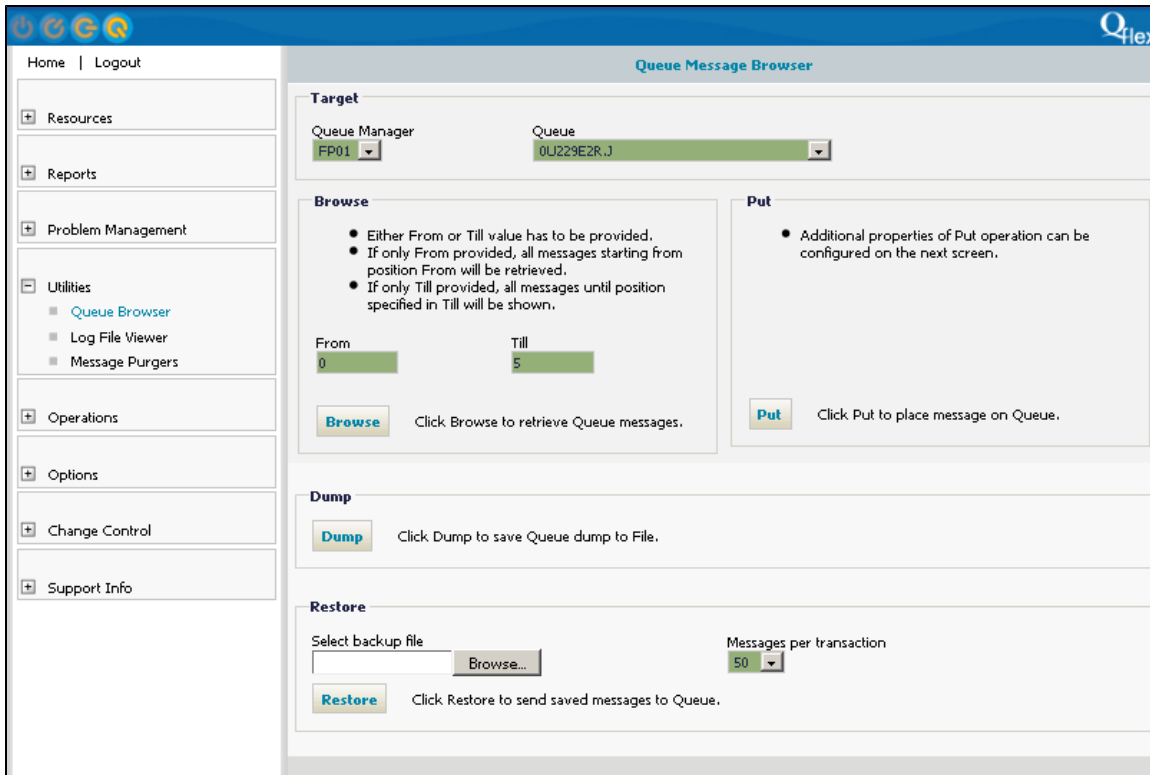 Qflex
Home | Logout
Queue Message Browser
Resources
Reports
Problem Management
Utilities
Queue Browser
Log File Viewer
Message Purgers
Operations
Options
Change Control
Support Info
Target
Queue Manager
FP01
Queue
0U229E2R.J
Browse
Either From or Till value has to be provided.
If only From provided, all messages starting from
position From will be retrieved.
If only Till provided, all messages until position
specified in Till will be shown.
From
0
Till
5
Browse
Click Browse to retrieve Queue messages.
Put
Additional properties of Put operation can be
configured on the next screen.
Put
Click Put to place message on Queue.
Dump
Dump
Click Dump to save Queue dump to File.
Restore
Select backup file
Browse...
Messages per transaction
50
Restore
Click Restore to send saved messages to Queue.